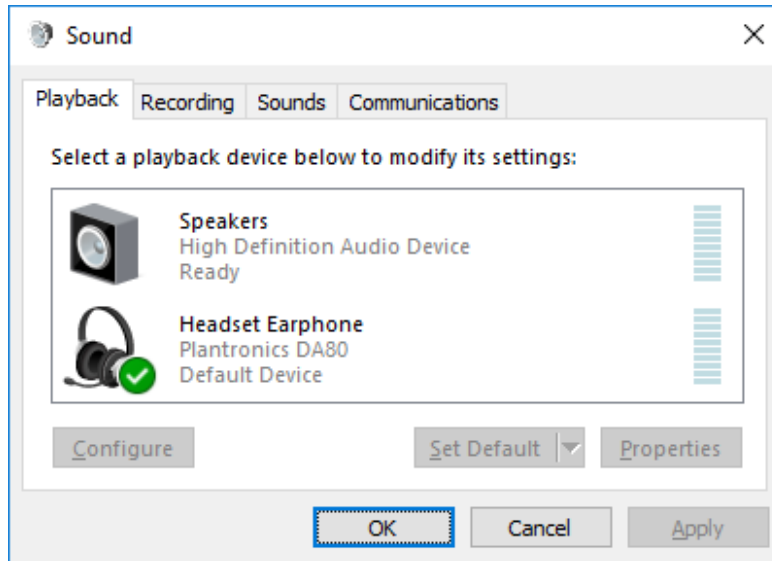 Sound
Playback Recording Sounds Communications
Select a playback device below to modify its settings:
Speakers
High Definition Audio Device
Ready
Headset Earphone
Plantronics DA80
Default Device
Configure Set Default Properties
OK Cancel Apply